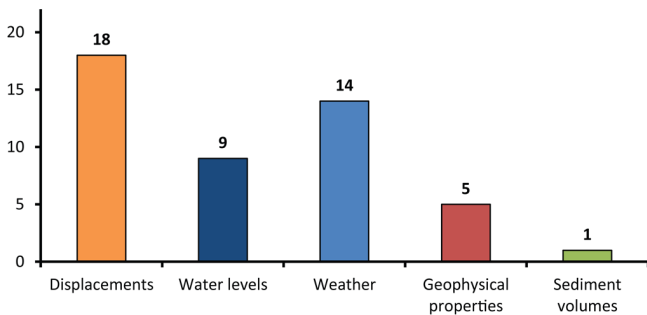 20
15
10
5
0
18
9
14
5
1
Displacements
Water levels
Weather
Geophysical
properties
Sediment
volumes